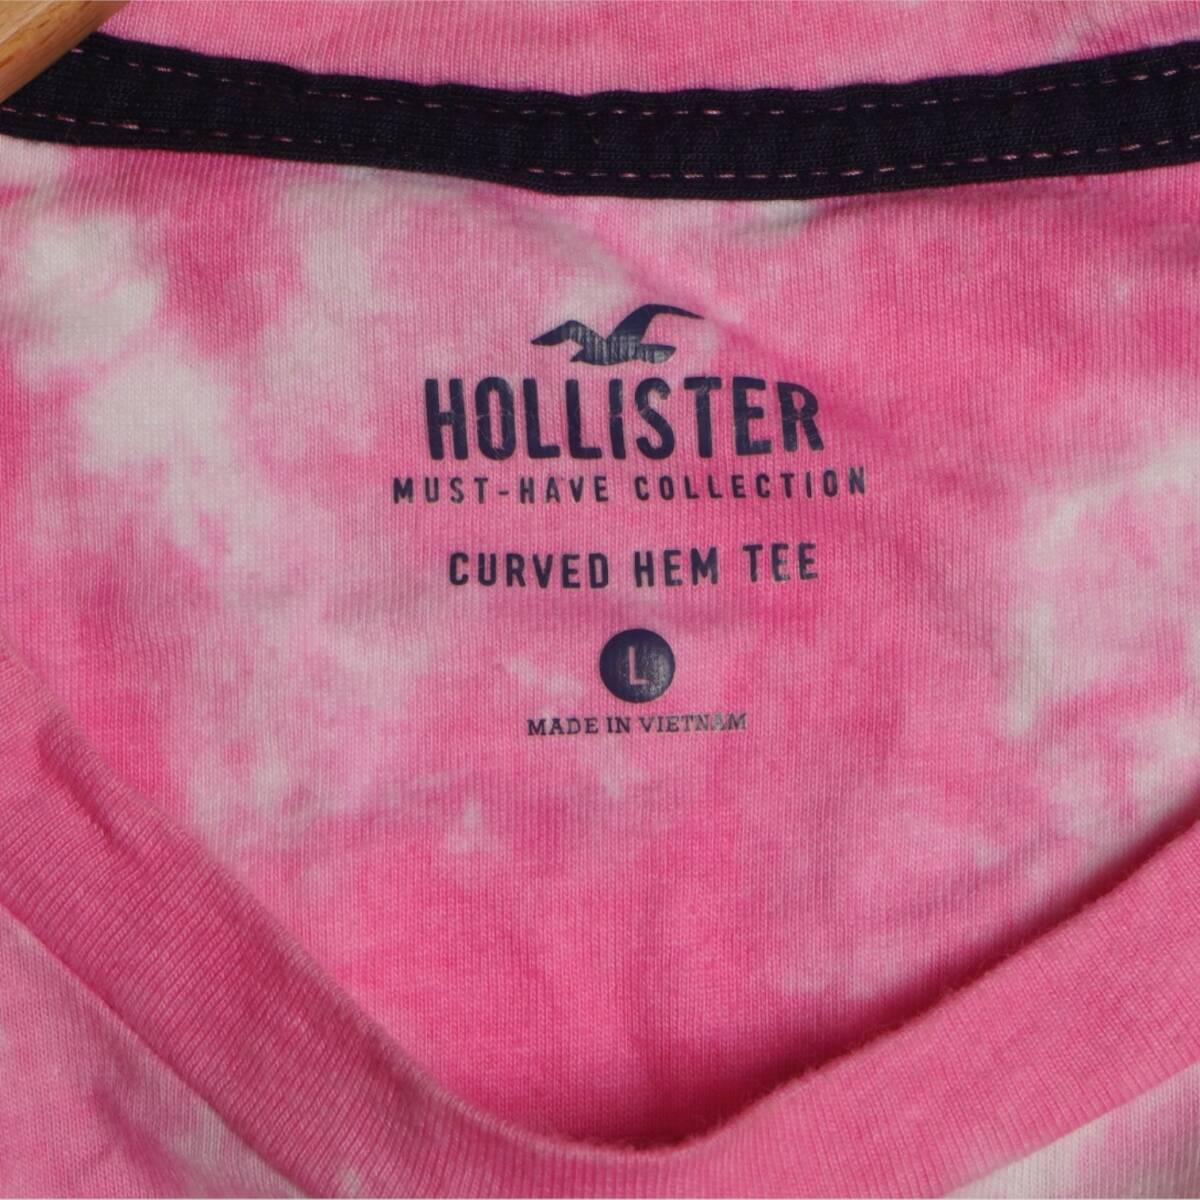 HOLLISTER
MUST-HAVE COLLECTION
CURVED HEM TEE
L
MADE IN VIETNAM